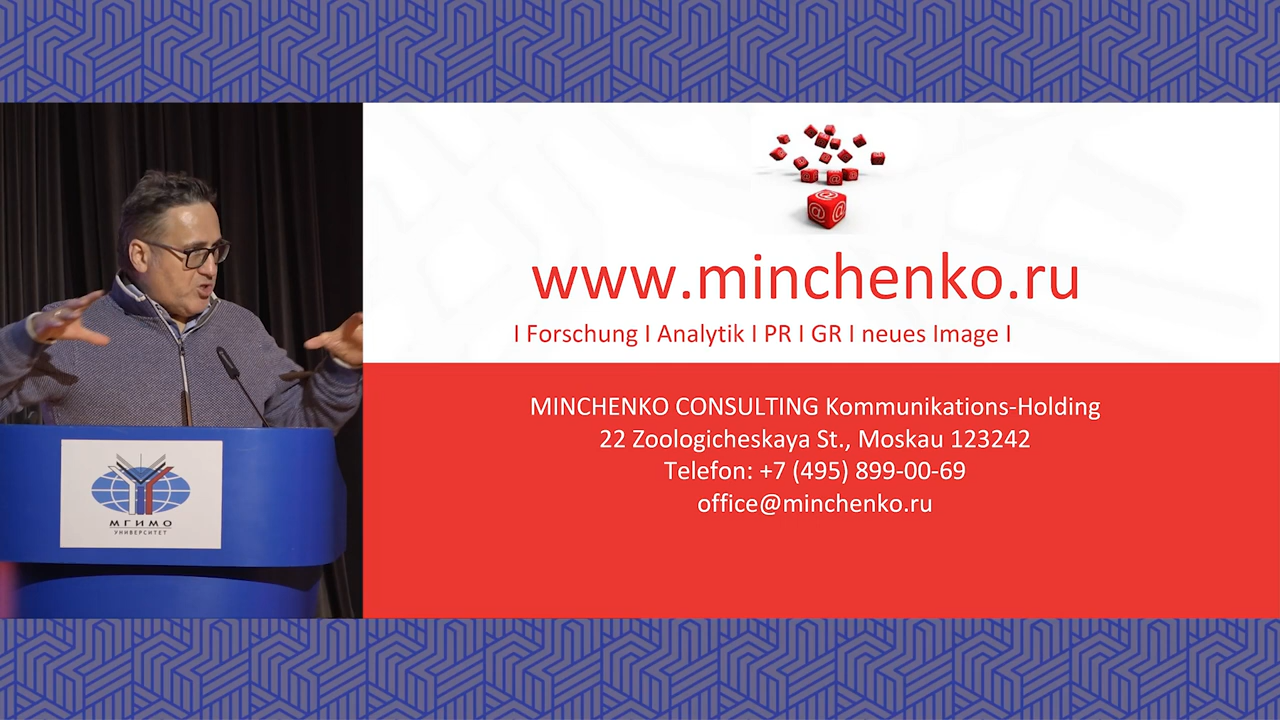 www.minchenko.ru
I Forschung I Analytik I PR I GR I neues Image I
MINCHENKO CONSULTING Kommunikations-Holding
22 Zoologicheskaya St., Moskau 123242
Telefon: +7 (495) 899-00-69
office@minchenko.ru
МГИМО
УНИВЕРСИТЕТ